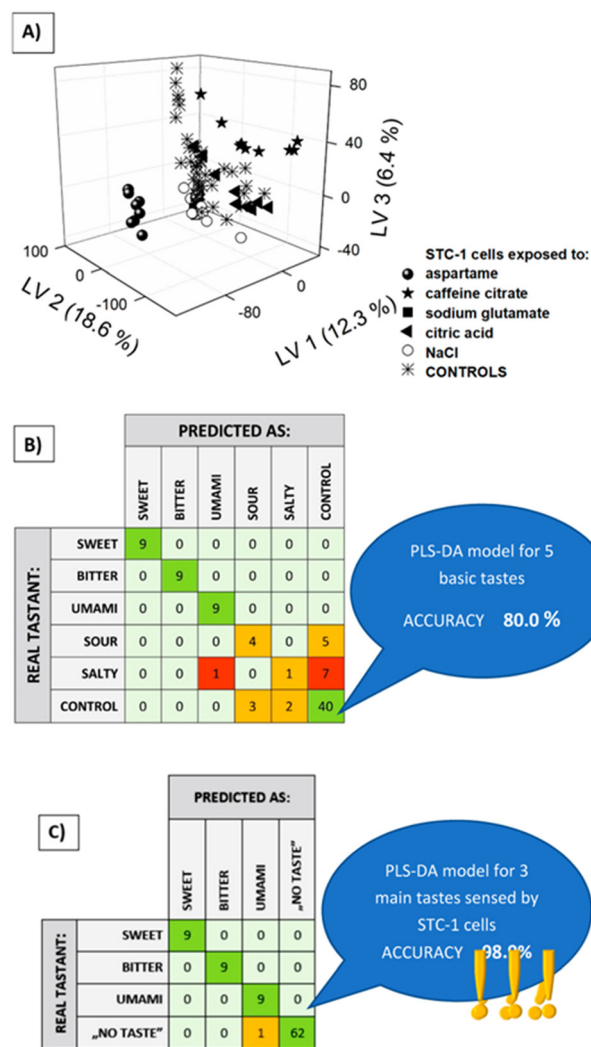 A)
80
40
0
-40
LV 3 (6.4 %)
100
0
-100
LV 2 (18.6 %)
-80
0
LV 1 (12.3 %)
STC-1 cells exposed to:
aspartame
caffeine citrate
sodium glutamate
citric acid
NaCl
CONTROLS
B)
PREDICTED AS:
SWEET BITTER UMAMI SOUR SALTY CONTROL
REAL TASTANT:
SWEET 9 0 0 0 0 0
BITTER 0 9 0 0 0 0
UMAMI 0 0 9 0 0 0
SOUR 0 0 0 4 0 5
SALTY 0 0 1 0 1 7
CONTROL 0 0 0 3 2 40
PLS-DA model for 5
basic tastes
ACCURACY 80.0 %
C)
PREDICTED AS:
SWEET BITTER UMAMI „NO TASTE”
REAL TASTANT:
SWEET 9 0 0 0
BITTER 0 9 0 0
UMAMI 0 0 9 0
„NO TASTE” 0 0 1 62
PLS-DA model for 3
main tastes sensed by
STC-1 cells
ACCURACY
!!!